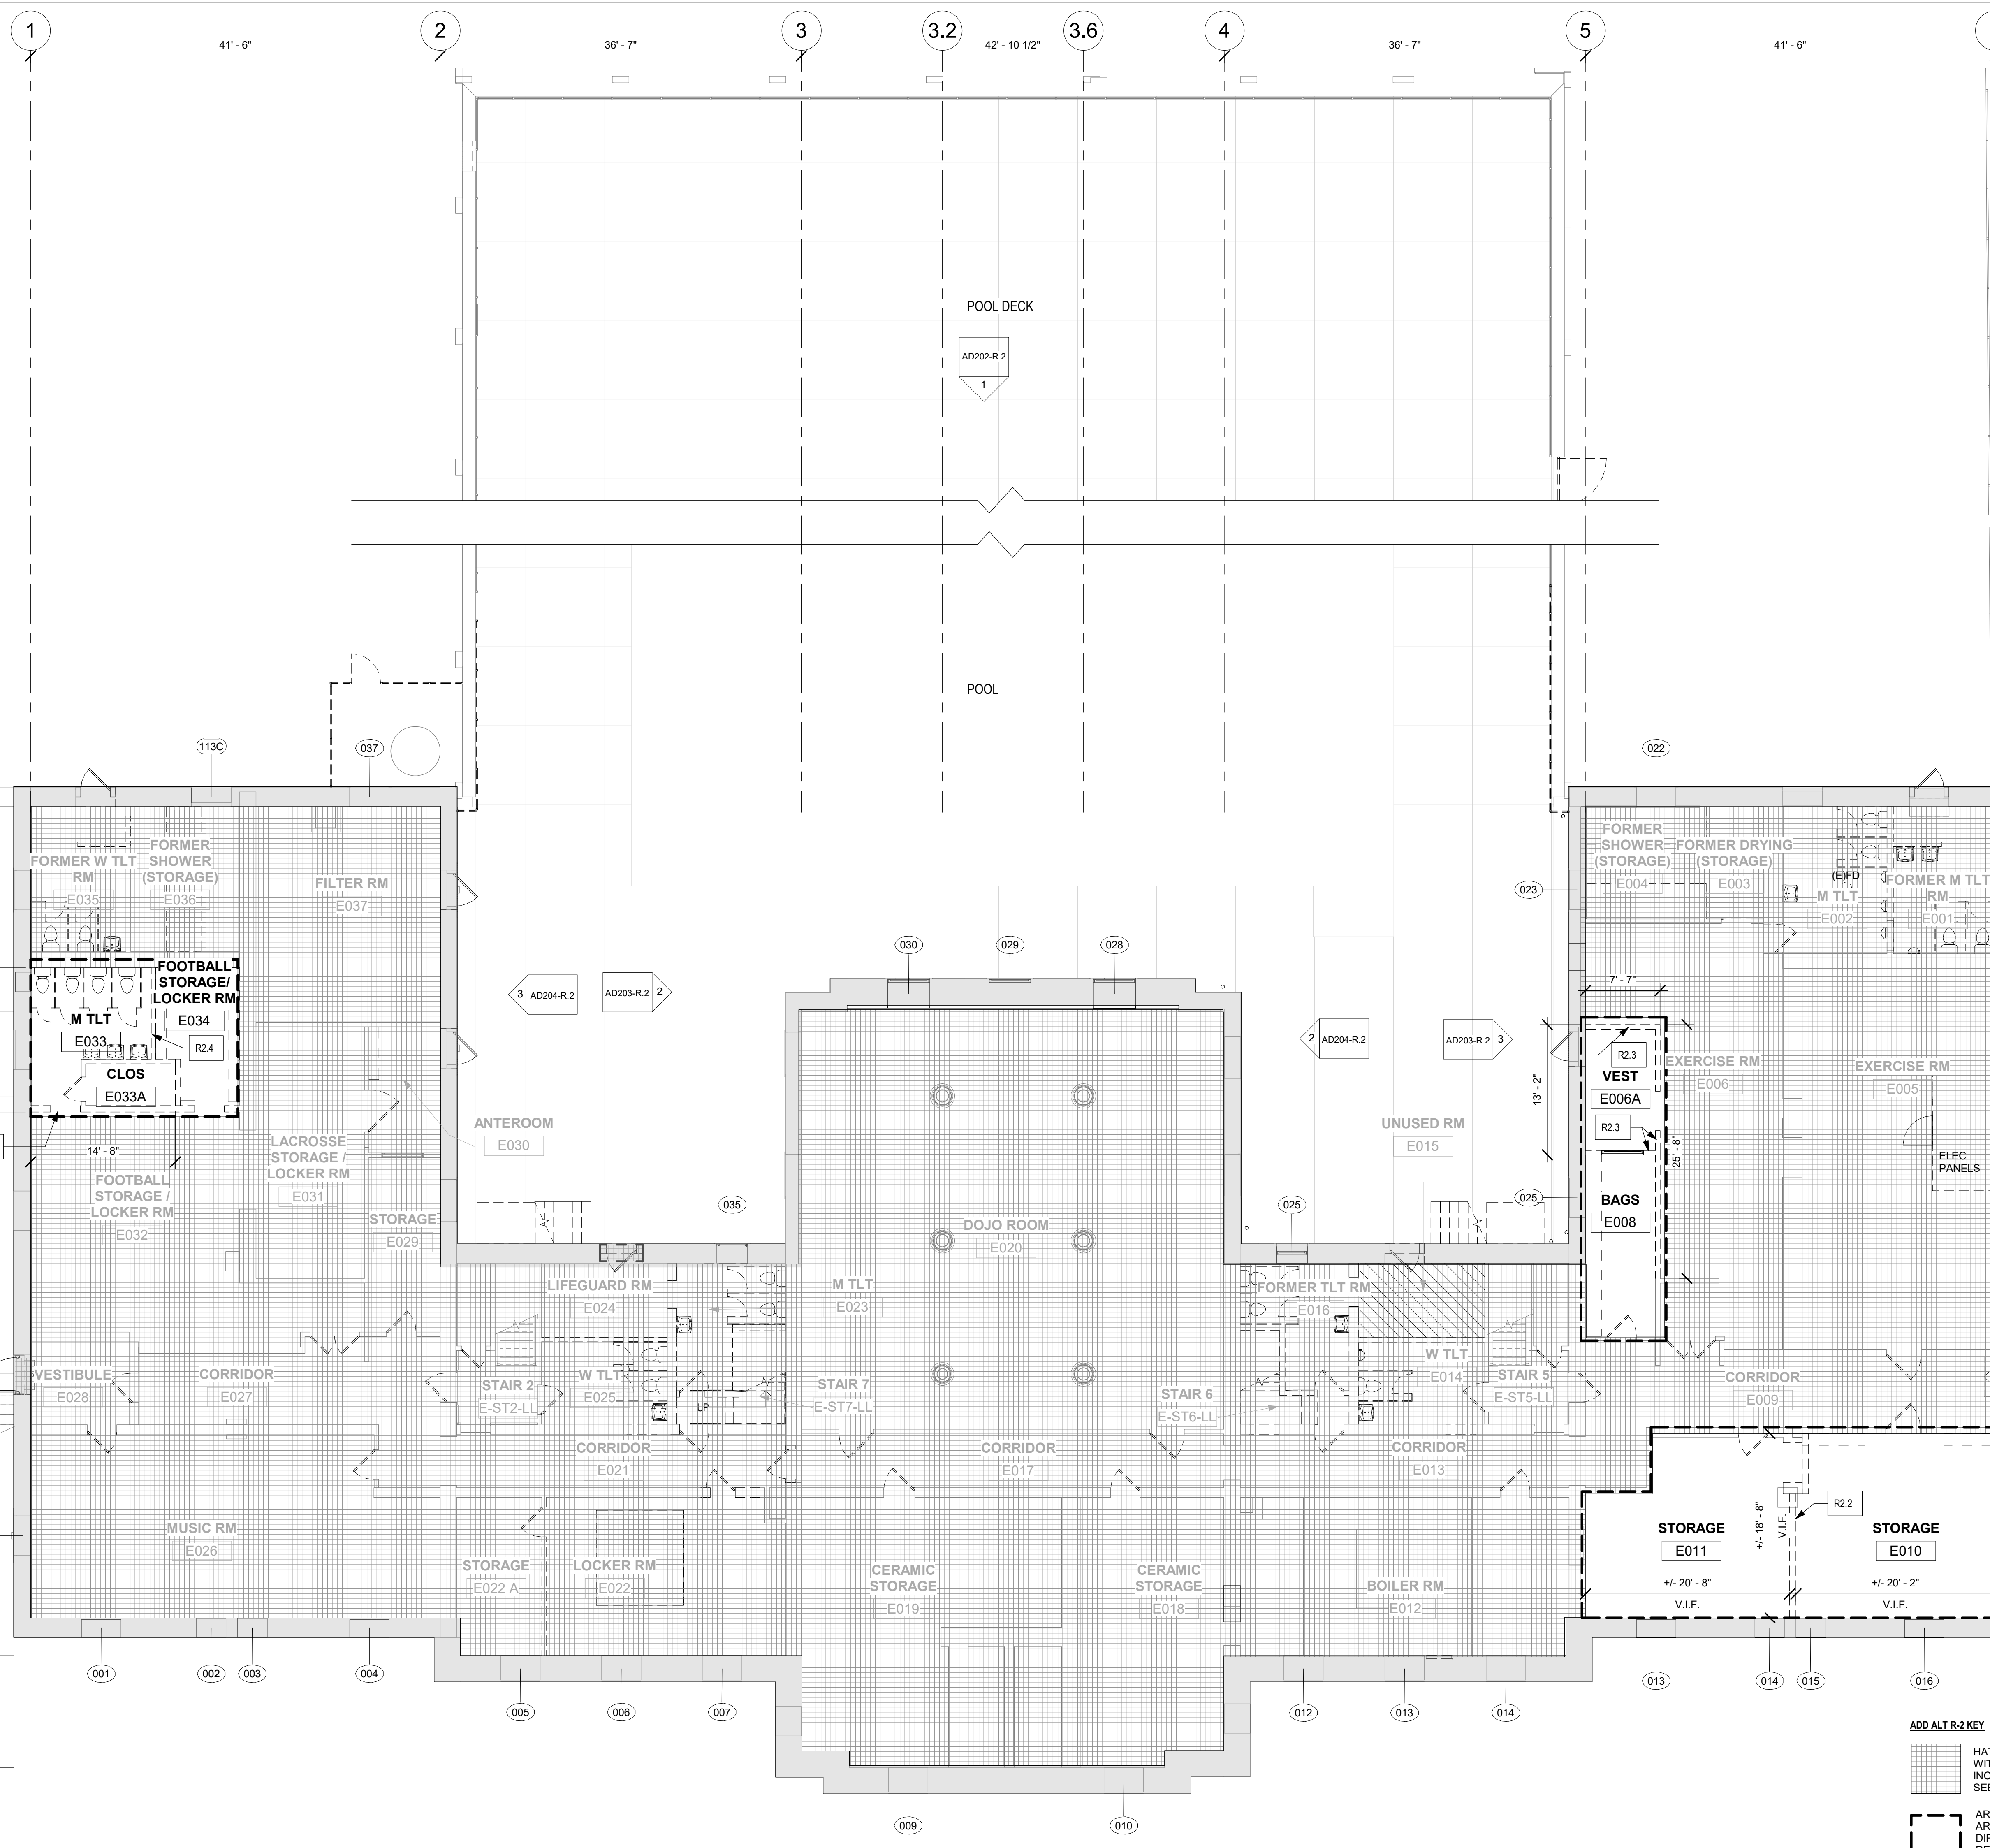 1
2
3
3.2
3.6
4
5
41' - 6"
36' - 7"
42' - 10 1/2"
36' - 7"
41' - 6"
POOL DECK
AD202-R.2
1
POOL
113C
037
022
FORMER W TLT
RM
E035
FORMER
SHOWER
(STORAGE)
E036
FILTER RM
E037
FORMER
SHOWER
(STORAGE)
E004
FORMER DRYING
(STORAGE)
E003
(E)FD
M TLT
E002
FORMER M TLT
RM
E001
023
030
029
028
FOOTBALL
STORAGE/
LOCKER RM
E034
M TLT
E033
R2.4
CLOS
E033A
14' - 8"
3
AD204-R.2
AD203-R.2
2
2
AD204-R.2
AD203-R.2
3
7' - 7"
R2.3
VEST
E006A
R2.3
13' - 2"
25' - 8"
EXERCISE RM
E006
EXERCISE RM
E005
ELEC
PANELS
BAGS
E008
025
ANTEROOM
E030
UNUSED RM
E015
LACROSSE
STORAGE /
LOCKER RM
E031
FOOTBALL
STORAGE /
LOCKER RM
E032
STORAGE
E029
035
025
DOJO ROOM
E020
LIFEGUARD RM
E024
M TLT
E023
FORMER TLT RM
E016
VESTIBULE
E028
CORRIDOR
E027
STAIR 2
E-ST2-LL
W TLT
E025
UP
STAIR 7
E-ST7-LL
STAIR 6
E-ST6-LL
W TLT
E014
STAIR 5
E-ST5-LL
CORRIDOR
E009
CORRIDOR
E021
CORRIDOR
E017
CORRIDOR
E013
MUSIC RM
E026
STORAGE
E022 A
LOCKER RM
E022
CERAMIC
STORAGE
E019
CERAMIC
STORAGE
E018
BOILER RM
E012
STORAGE
E011
+/- 18' - 8"
V.I.F.
R2.2
STORAGE
E010
+/- 20' - 8"
V.I.F.
+/- 20' - 2"
V.I.F.
001
002
003
004
005
006
007
009
010
012
013
014
013
014
015
016
ADD ALT R-2 KEY